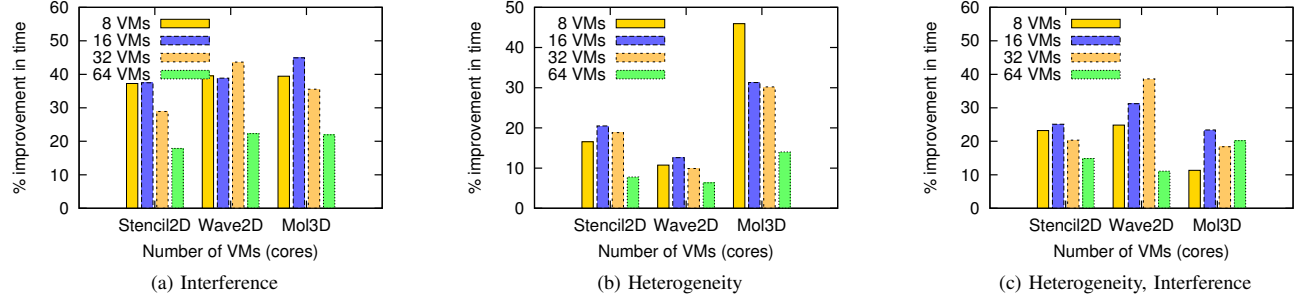 % improvement in time
60
50
40
30
20
10
0
8 VMs
16 VMs
32 VMs
64 VMs
Stencil2D Wave2D Mol3D
Number of VMs (cores)
(a) Interference
% improvement in time
50
40
30
20
10
0
8 VMs
16 VMs
32 VMs
64 VMs
Stencil2D Wave2D Mol3D
Number of VMs (cores)
(b) Heterogeneity
% improvement in time
60
50
40
30
20
10
0
8 VMs
16 VMs
32 VMs
64 VMs
Stencil2D Wave2D Mol3D
Number of VMs (cores)
(c) Heterogeneity, Interference